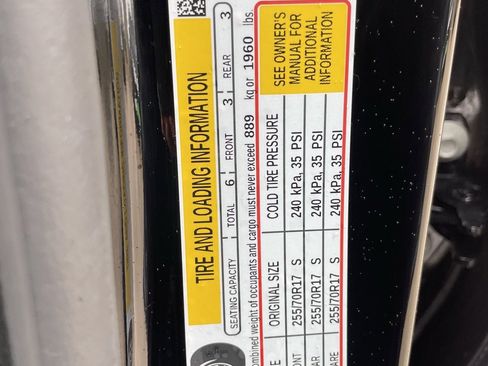 TIRE AND LOADING INFORMATION
SEATING CAPACITY TOTAL 6 FRONT 3 REAR 3
combined weight of occupants and cargo must never exceed 889 kg or 1960 lbs
ORIGINAL SIZE COLD TIRE PRESSURE SEE OWNER'S MANUAL FOR ADDITIONAL INFORMATION
255/70R17 S 240 kPa, 35 PSI
255/70R17 S 240 kPa, 35 PSI
255/70R17 S 240 kPa, 35 PSI